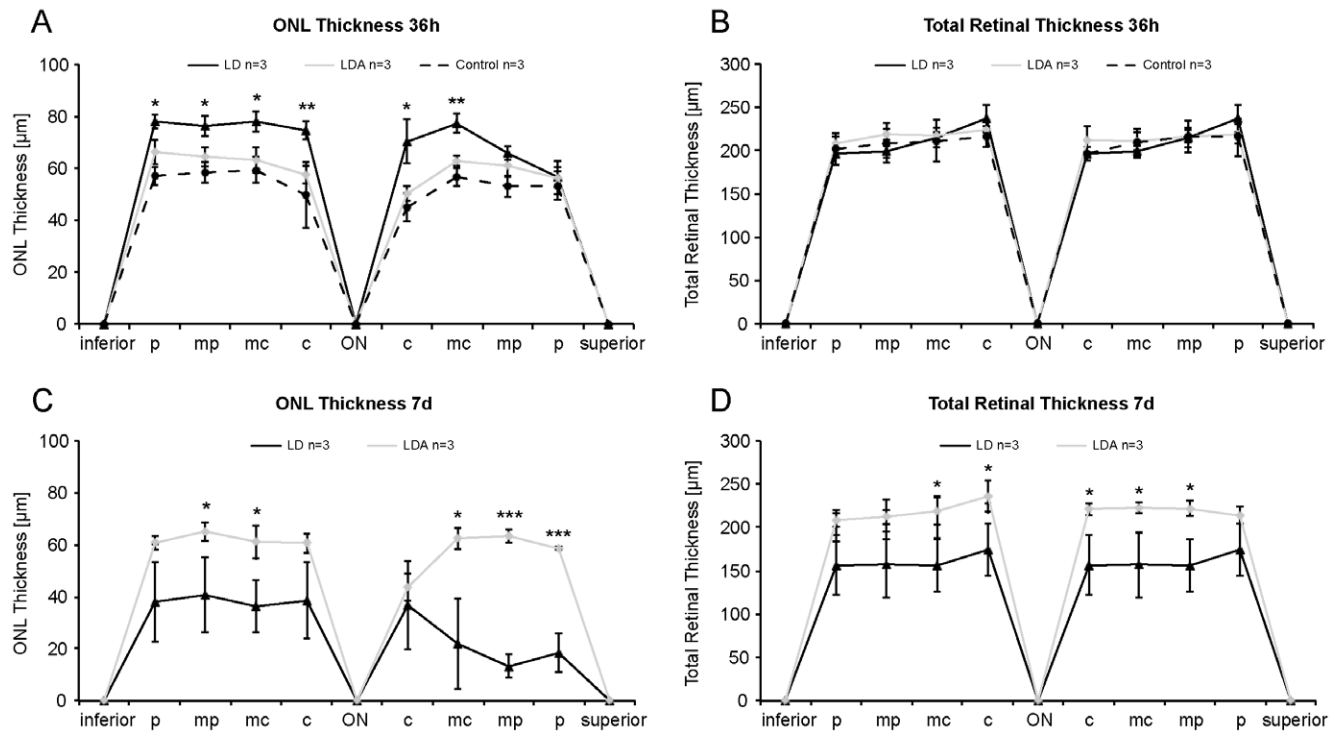 A
ONL Thickness 36h
LD n=3 LDA n=3 Control n=3
ONL Thickness [µm]
100
80
60
40
20
0
* * * ** * **
inferior p mp mc c ON c mc mp p superior
B
Total Retinal Thickness 36h
LD n=3 LDA n=3 Control n=3
Total Retinal Thickness [µm]
300
250
200
150
100
50
0
inferior p mp mc c ON c mc mp p superior
C
ONL Thickness 7d
LD n=3 LDA n=3
ONL Thickness [µm]
100
80
60
40
20
0
* * * *** ***
inferior p mp mc c ON c mc mp p superior
D
Total Retinal Thickness 7d
LD n=3 LDA n=3
Total Retinal Thickness [µm]
300
250
200
150
100
50
0
* * * * *
inferior p mp mc c ON c mc mp p superior